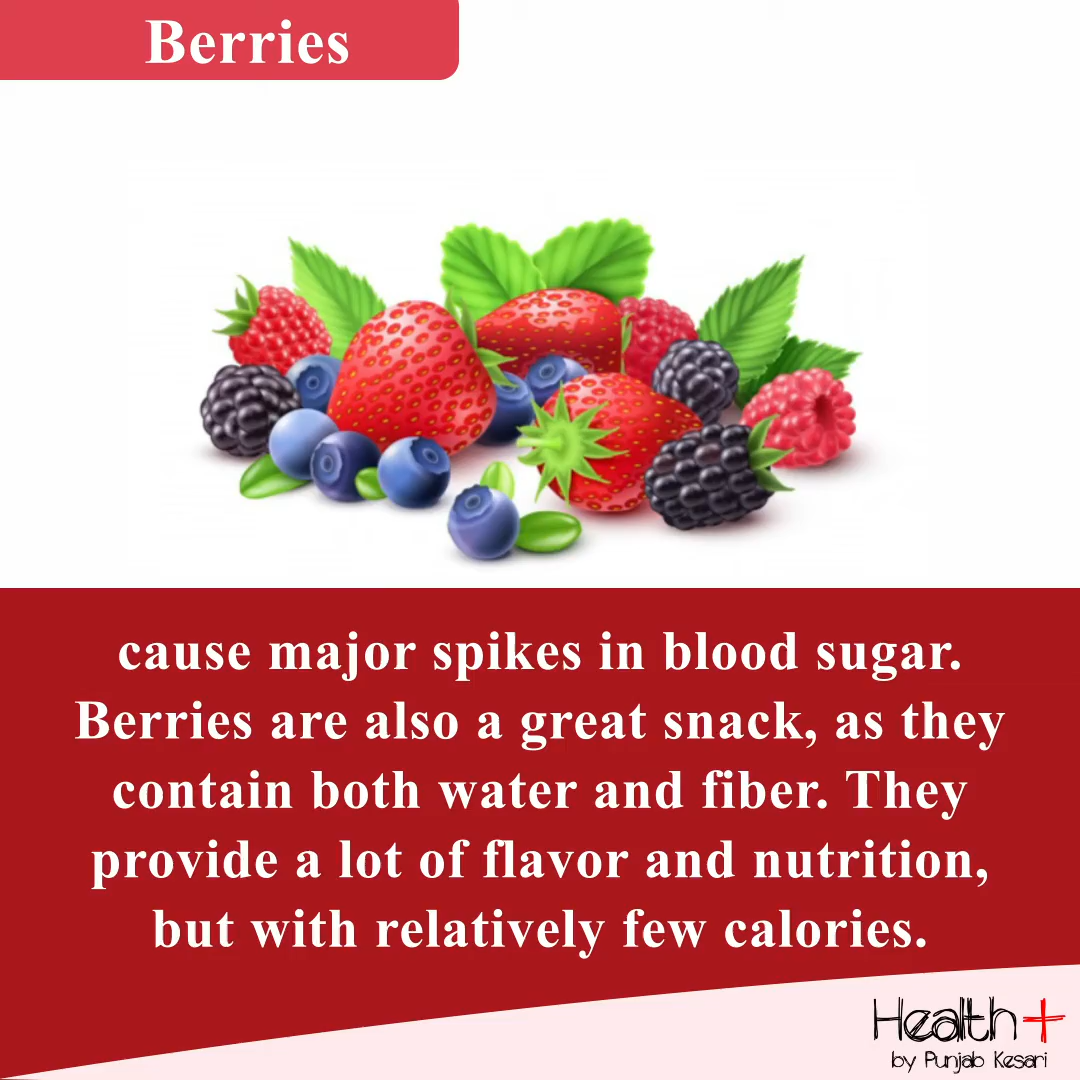 Berries
cause major spikes in blood sugar.
Berries are also a great snack, as they
contain both water and fiber. They
provide a lot of flavor and nutrition,
but with relatively few calories.
Health+
by Punjab Kesari